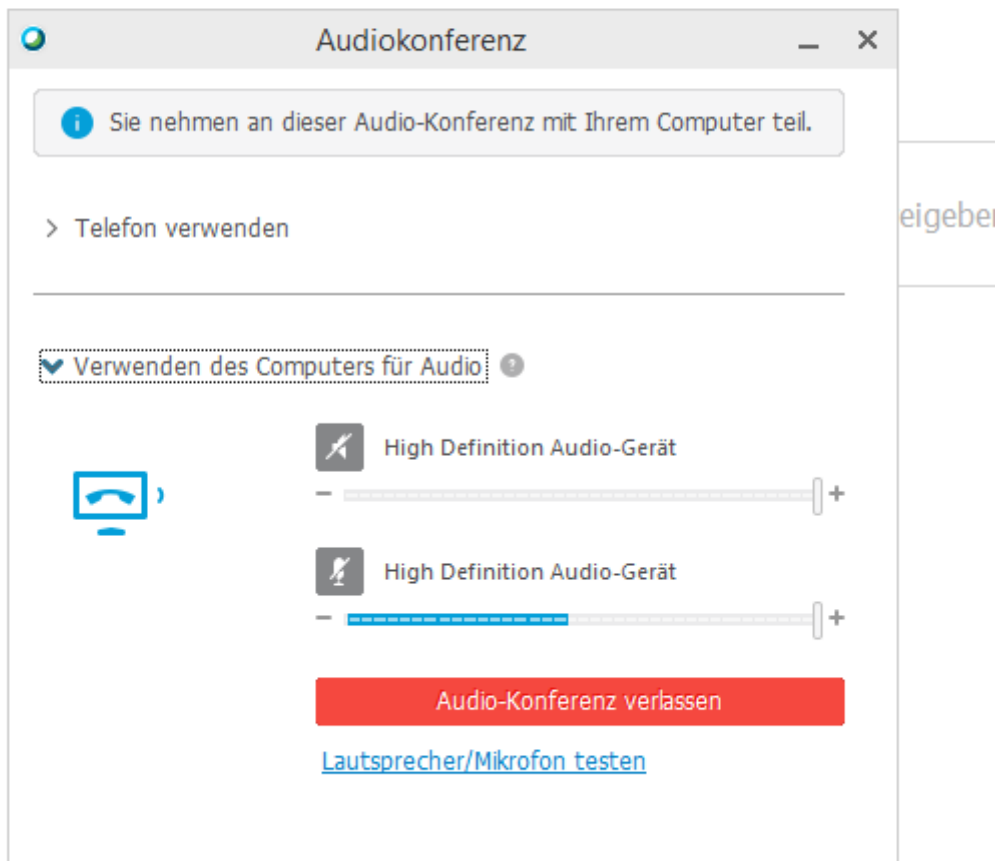 Audiokonferenz
Sie nehmen an dieser Audio-Konferenz mit Ihrem Computer teil.
Telefon verwenden
eigeben
Verwenden des Computers für Audio
High Definition Audio-Gerät
High Definition Audio-Gerät
Audio-Konferenz verlassen
Lautsprecher/Mikrofon testen